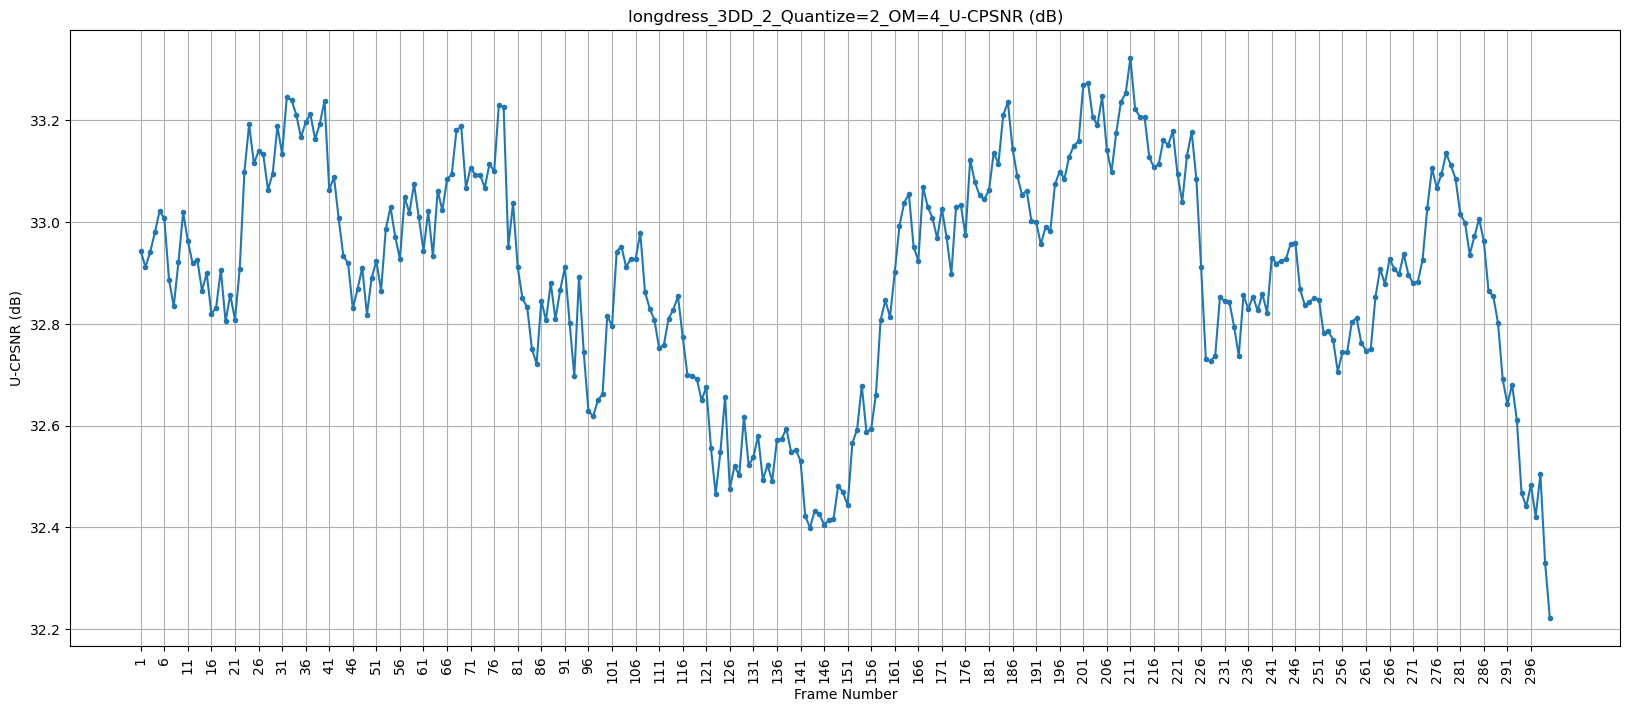 longdress_3DD_2_Quantize=2_OM=4_U-CPSNR (dB)
U-CPSNR (dB)
33.2
33.0
32.8
32.6
32.4
32.2
1 6 11 16 21 26 31 36 41 46 51 56 61 66 71 76 81 86 91 96 101 106 111 116 121 126 131 136 141 146 151 156 161 166 171 176 181 186 191 196 201 206 211 216 221 226 231 236 241 246 251 256 261 266 271 276 281 286 291 296
Frame Number